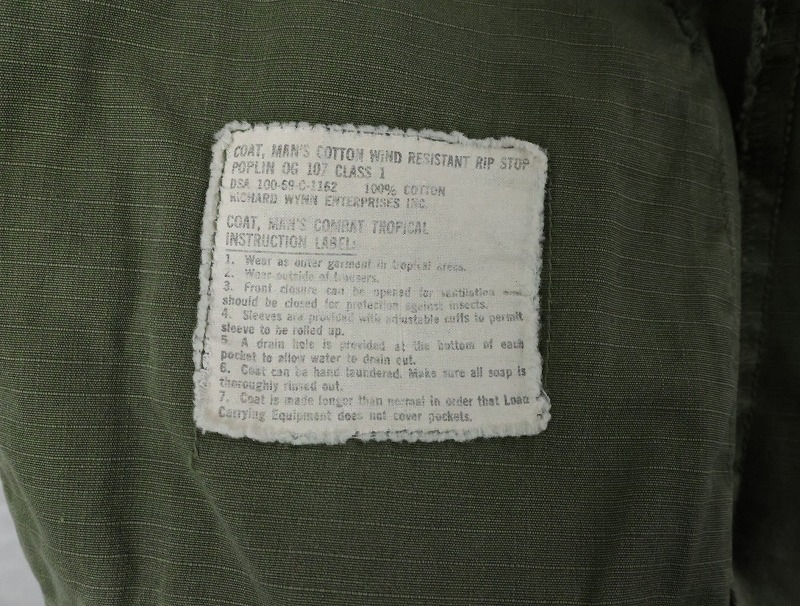 COAT, MAN'S COTTON WIND RESISTANT RIP STOP
POPLIN OG 107 CLASS 1
DSA 100-69-C-1162 100% COTTON
RICHARD WYNN ENTERPRISES INC.
COAT, MAN'S COMBAT TROPICAL
INSTRUCTION LABEL:
1. Wear as outer garment in tropical areas.
2. Wear outside of trousers.
3. Front closure can be opened for ventilation and
should be closed for protection against insects.
4. Sleeves are provided with adjustable cuffs to permit
sleeve to be rolled up.
5. A drain hole is provided at the bottom of each
pocket to allow water to drain out.
6. Coat can be hand laundered. Make sure all soap is
thoroughly rinsed out.
7. Coat is made longer than normal in order that Load
Carrying Equipment does not cover pockets.